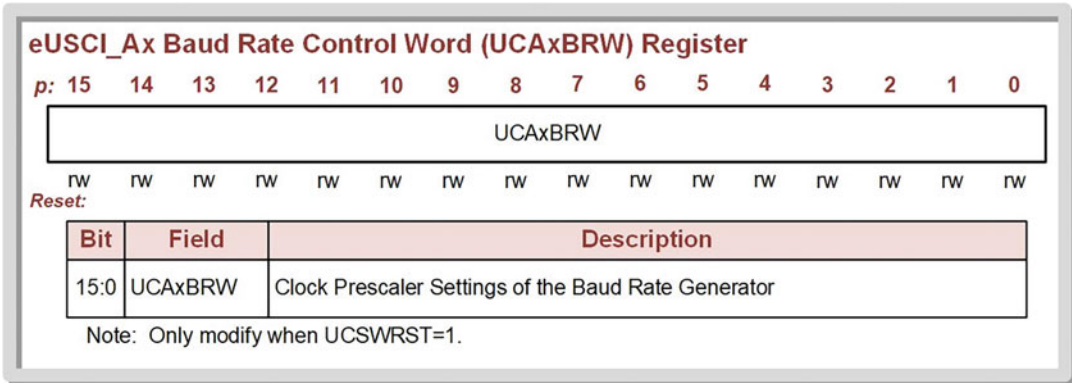 eUSCI_Ax Baud Rate Control Word (UCAxBRW) Register
p: 15 14 13 12 11 10 9 8 7 6 5 4 3 2 1 0
UCAxBRW
rw rw rw rw rw rw rw rw rw rw rw rw rw rw rw rw
Reset:
Bit Field Description
15:0 UCAxBRW Clock Prescaler Settings of the Baud Rate Generator
Note: Only modify when UCSWRST=1.